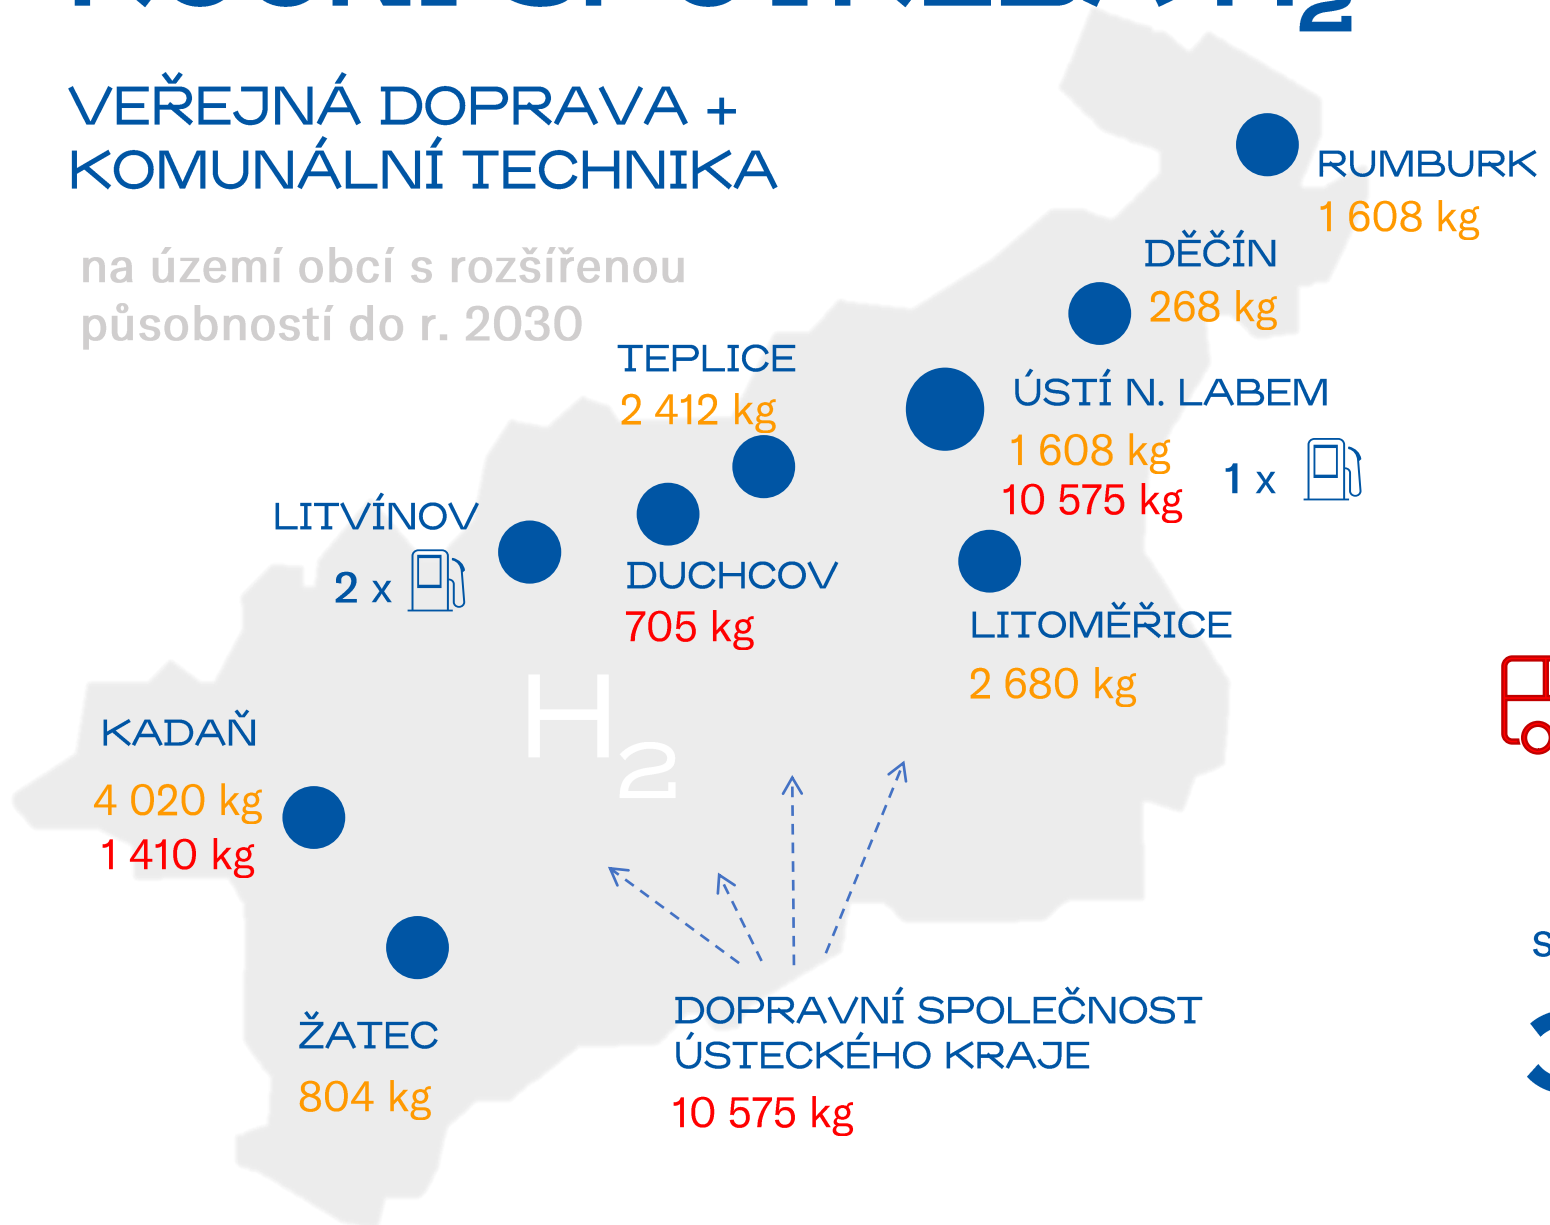 VEŘEJNÁ DOPRAVA +
KOMUNÁLNÍ TECHNIKA
na území obcí s rozšířenou
působností do r. 2030
RUMBURK
1 608 kg
DĚČÍN
268 kg
TEPLICE
2 412 kg
ÚSTÍ N. LABEM
1 608 kg
10 575 kg
1 x
LITVÍNOV
2 x
DUCHCOV
705 kg
LITOMĚŘICE
2 680 kg
H2
KADAŇ
4 020 kg
1 410 kg
ŽATEC
804 kg
DOPRAVNÍ SPOLEČNOST
ÚSTECKÉHO KRAJE
10 575 kg